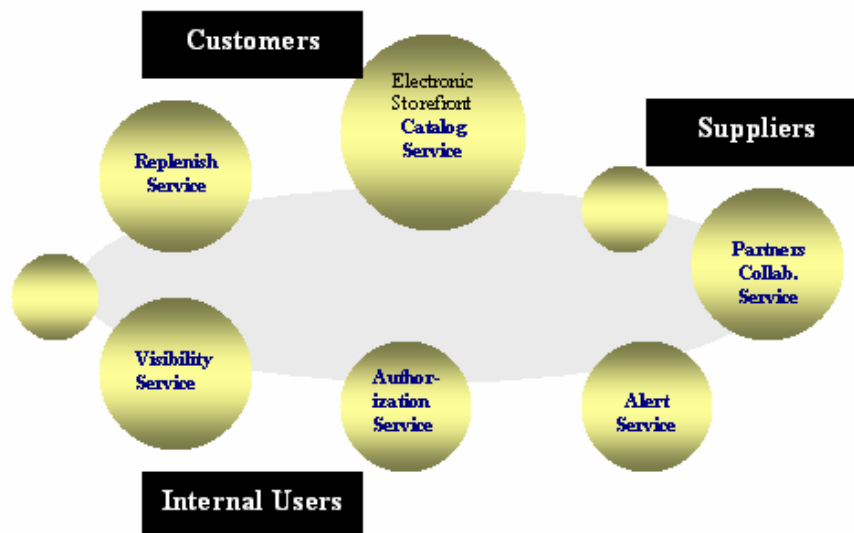 Customers
Electronic
Storefront
Catalog
Service
Suppliers
Replenish
Service
Partners
Collab.
Service
Visibility
Service
Author-
ization
Service
Alert
Service
Internal Users